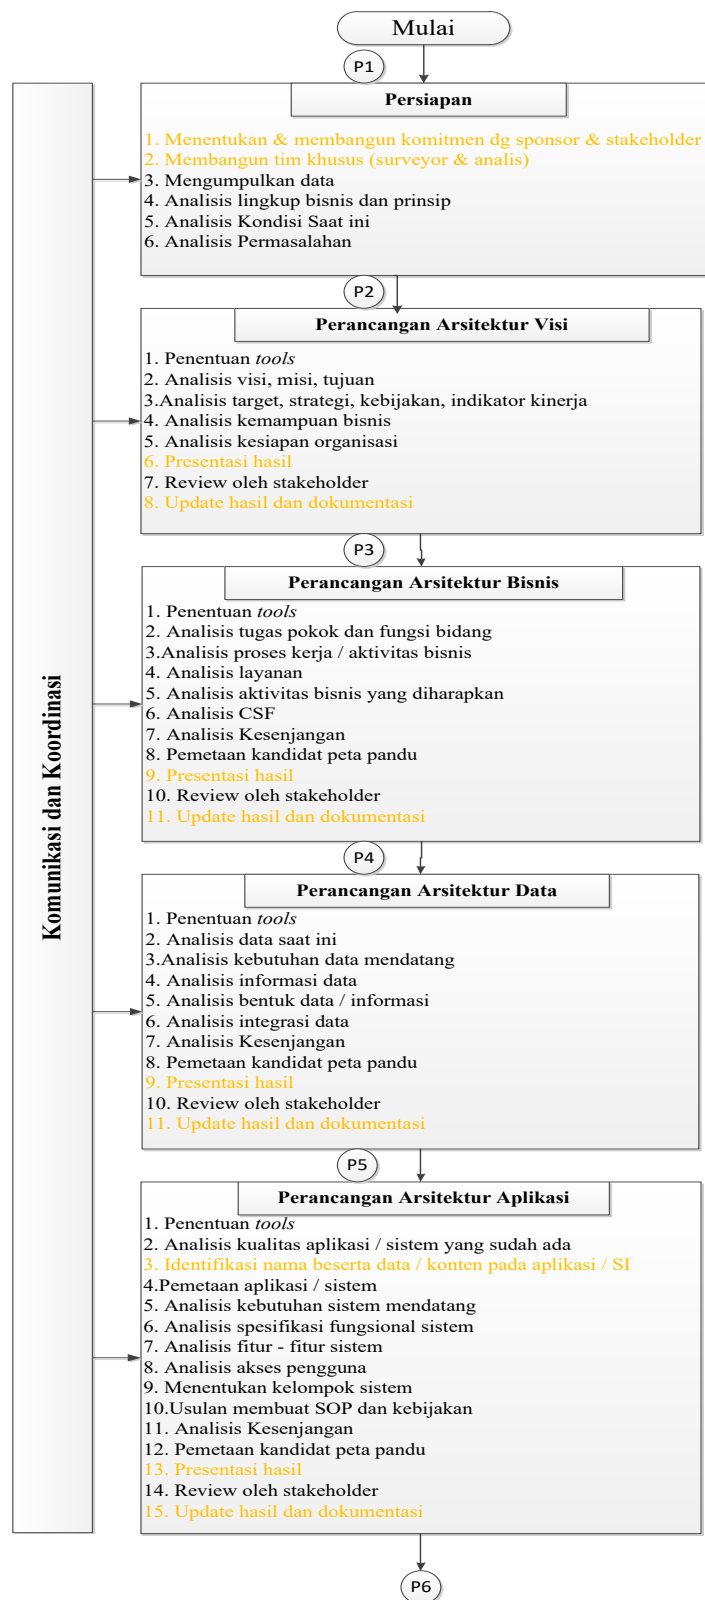 Mulai
P1
Persiapan
1. Menentukan & membangun komitmen dg sponsor & stakeholder
2. Membangun tim khusus (surveyor & analis)
3. Mengumpulkan data
4. Analisis lingkup bisnis dan prinsip
5. Analisis Kondisi Saat ini
6. Analisis Permasalahan
P2
Perancangan Arsitektur Visi
1. Penentuan tools
2. Analisis visi, misi, tujuan
3.Analisis target, strategi, kebijakan, indikator kinerja
4. Analisis kemampuan bisnis
5. Analisis kesiapan organisasi
6. Presentasi hasil
7. Review oleh stakeholder
8. Update hasil dan dokumentasi
P3
Perancangan Arsitektur Bisnis
1. Penentuan tools
2. Analisis tugas pokok dan fungsi bidang
3.Analisis proses kerja / aktivitas bisnis
4. Analisis layanan
5. Analisis aktivitas bisnis yang diharapkan
6. Analisis CSF
7. Analisis Kesenjangan
8. Pemetaan kandidat peta pandu
9. Presentasi hasil
10. Review oleh stakeholder
11. Update hasil dan dokumentasi
Komunikasi dan Koordinasi
P4
Perancangan Arsitektur Data
1. Penentuan tools
2. Analisis data saat ini
3.Analisis kebutuhan data mendatang
4. Analisis informasi data
5. Analisis bentuk data / informasi
6. Analisis integrasi data
7. Analisis Kesenjangan
8. Pemetaan kandidat peta pandu
9. Presentasi hasil
10. Review oleh stakeholder
11. Update hasil dan dokumentasi
P5
Perancangan Arsitektur Aplikasi
1. Penentuan tools
2. Analisis kualitas aplikasi / sistem yang sudah ada
3. Identifikasi nama beserta data / konten pada aplikasi / SI
4.Pemetaan aplikasi / sistem
5. Analisis kebutuhan sistem mendatang
6. Analisis spesifikasi fungsional sistem
7. Analisis fitur - fitur sistem
8. Analisis akses pengguna
9. Menentukan kelompok sistem
10.Usulan membuat SOP dan kebijakan
11. Analisis Kesenjangan
12. Pemetaan kandidat peta pandu
13. Presentasi hasil
14. Review oleh stakeholder
15. Update hasil dan dokumentasi
P6